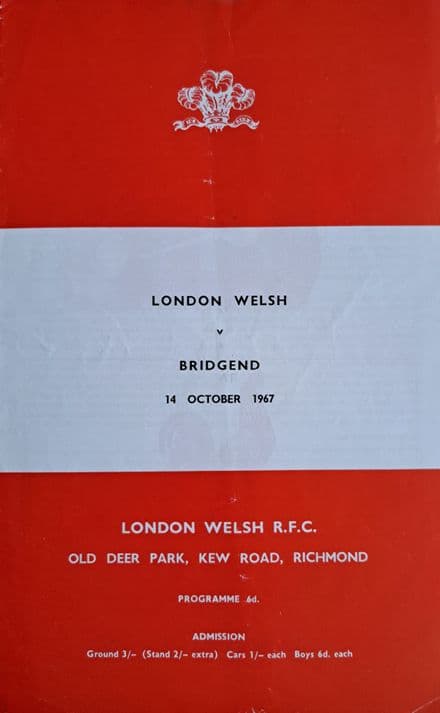 LONDON WELSH
v
BRIDGEND
14 OCTOBER 1967
LONDON WELSH R.F.C.
OLD DEER PARK, KEW ROAD, RICHMOND
PROGRAMME 6d.
ADMISSION
Ground 3/– (Stand 2/– extra) Cars 1/– each Boys 6d. each